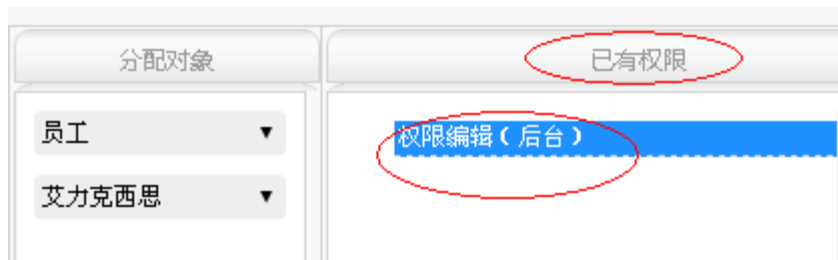 分配对象
已有权限
员工
权限编辑（后台）
艾力克西思